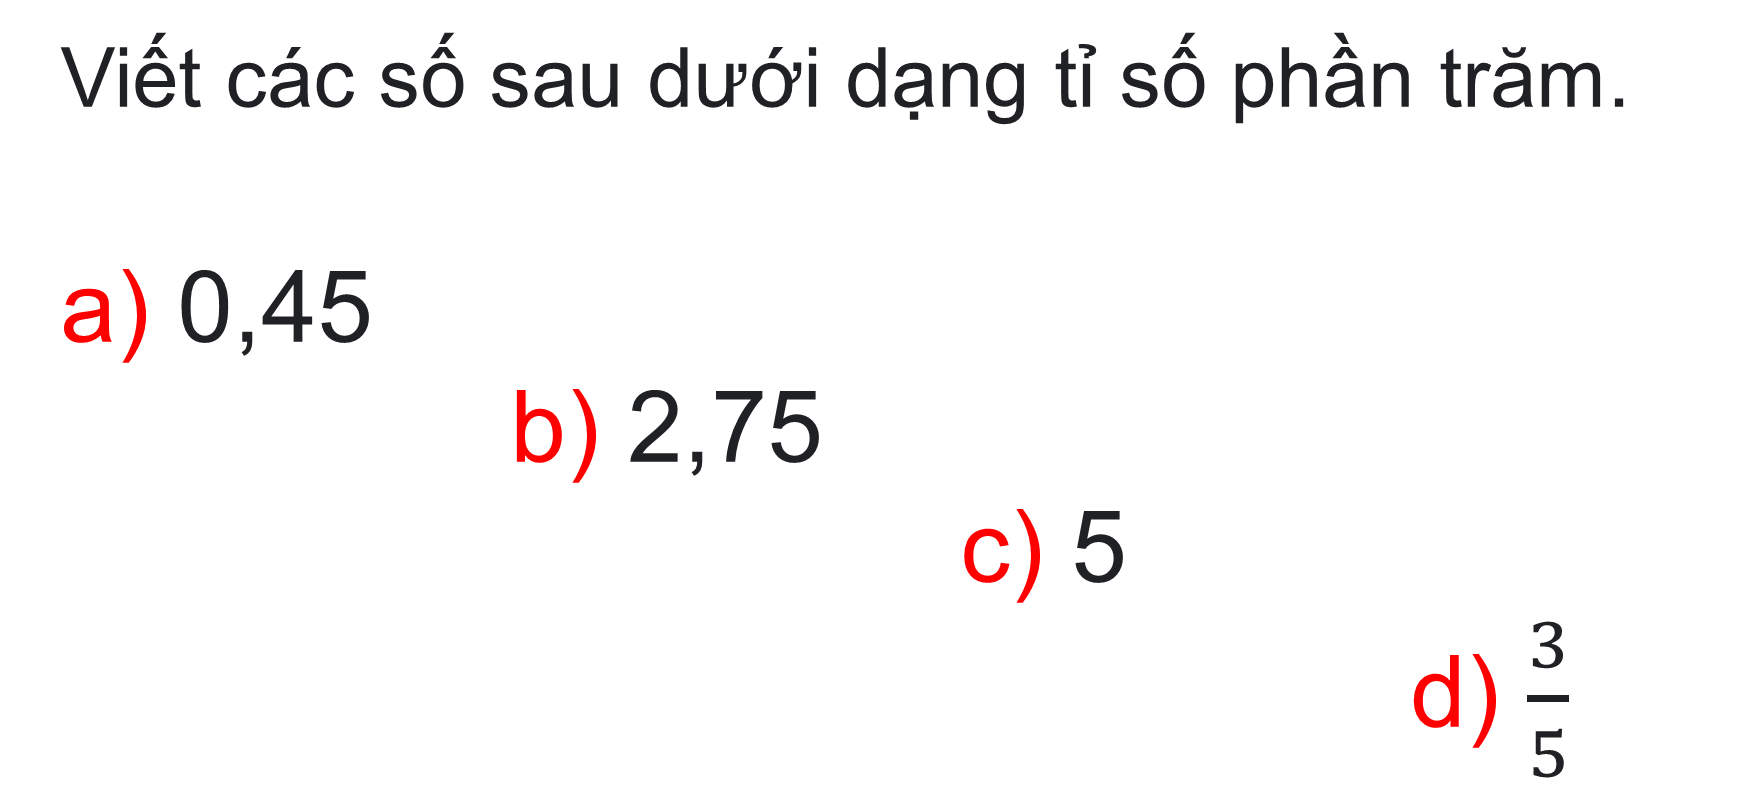 Viết các số sau dưới dạng tỉ số phần trăm.
a) 0,45
b) 2,75
c) 5
d) 3/5